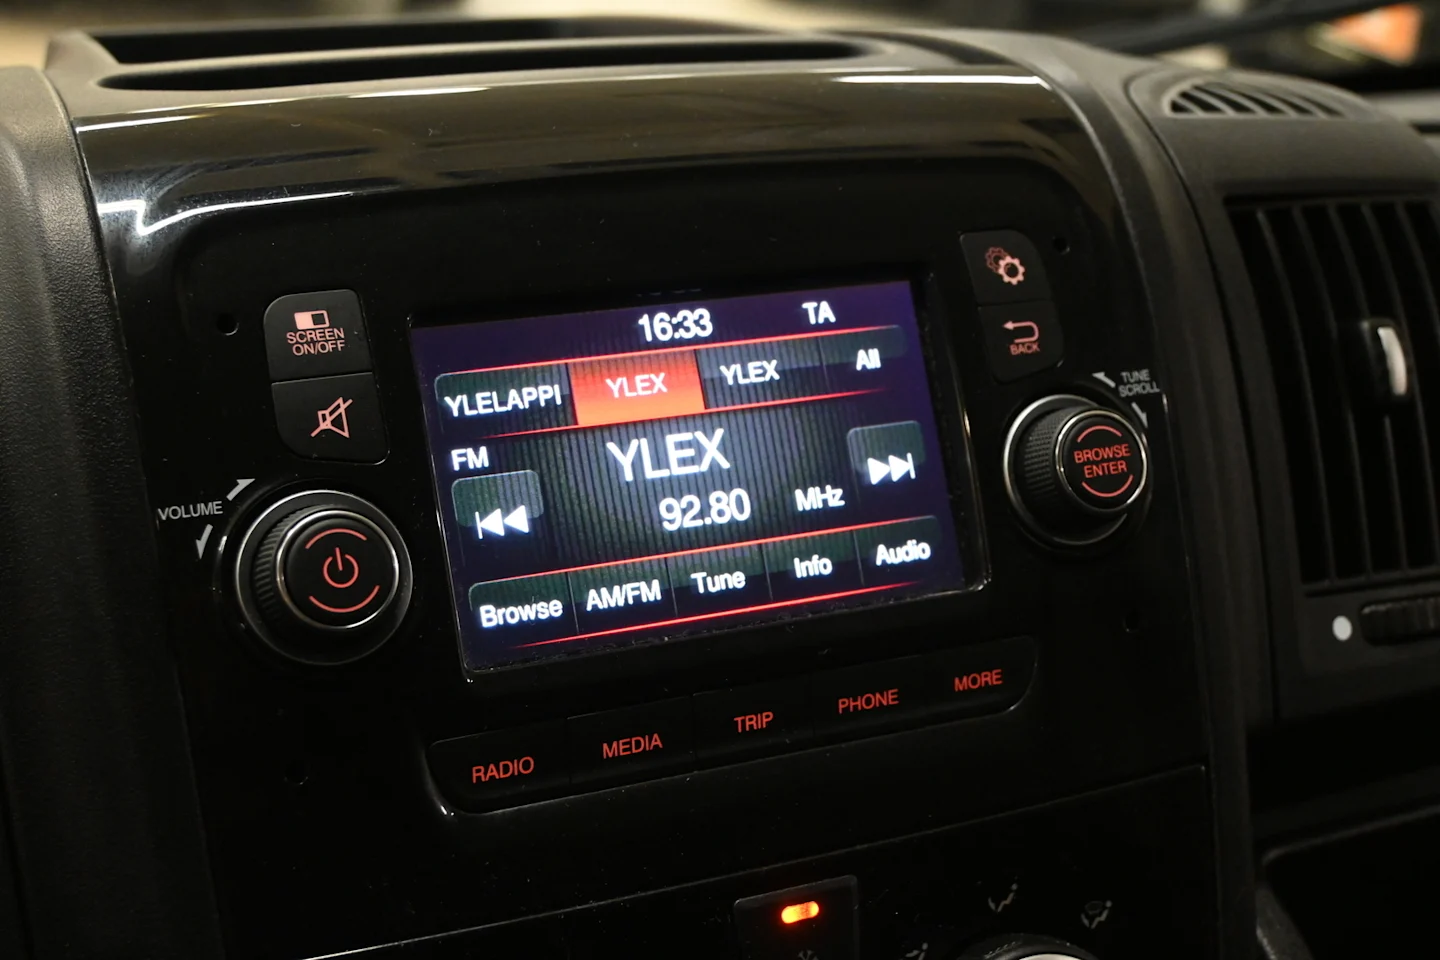 16:33 TA
YLELAPPI YLEX YLEX All
FM
YLEX
92.80 MHz
Browse AM/FM Tune Info Audio
SCREEN
ON/OFF
VOLUME
BACK
TUNE
SCROLL
BROWSE
ENTER
RADIO MEDIA TRIP PHONE MORE